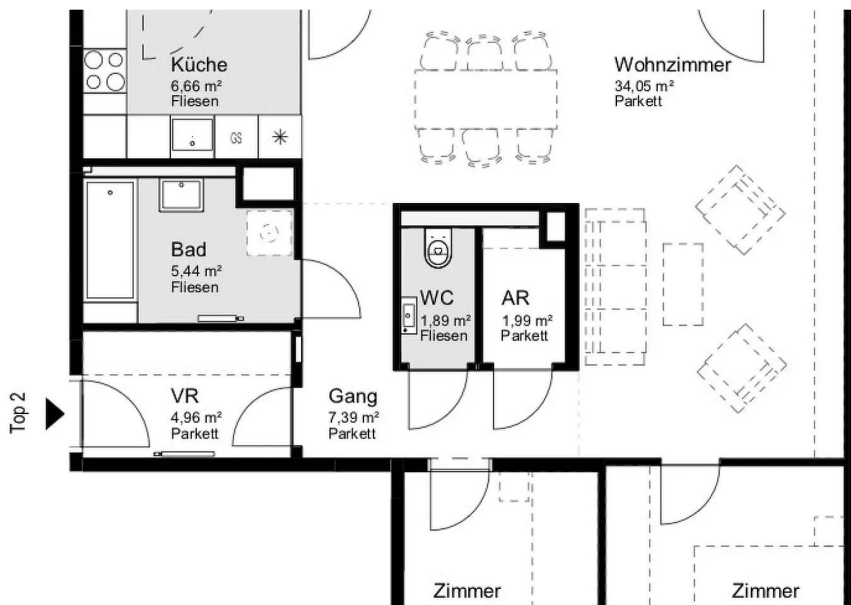 Küche
6,66 m²
Fliesen
Wohnzimmer
34,05 m²
Parkett
GS
Bad
5,44 m²
Fliesen
WC
1,89 m²
Fliesen
AR
1,99 m²
Parkett
Top 2
VR
4,96 m²
Parkett
Gang
7,39 m²
Parkett
Zimmer
Zimmer